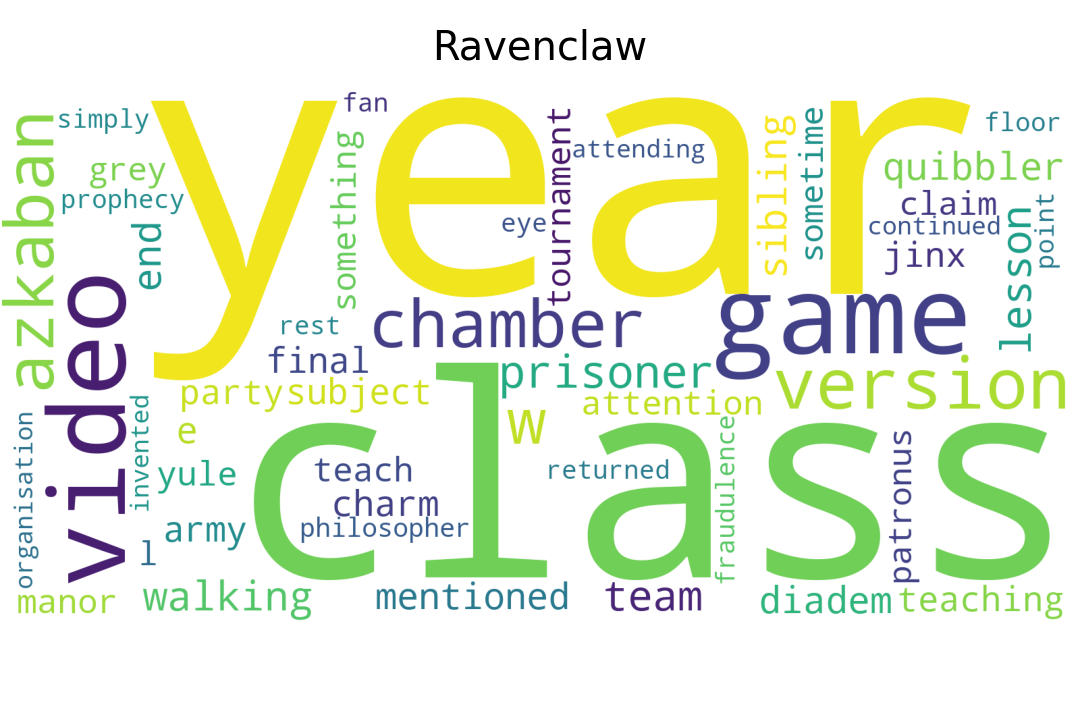 Ravenclaw
year
class
video
game
azkaban
chamber
version
prisoner
simply
fan
grey
prophecy
end
something
eye
tournament
attending
sibling
sometime
floor
quibbler
claim
continued
jinx
lesson
point
rest
final
partysubject
attention
w
e
invented
organisation
yule
teach
charm
philosopher
returned
fraudulence
patronus
army
l
manor
walking
mentioned
team
diadem
teaching